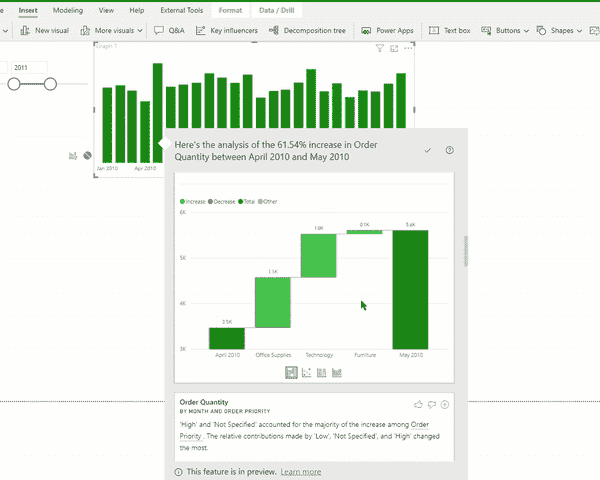 Insert Modeling View Help External Tools Format Data / Drill
New visual More visuals Q&A Key influencers Decomposition tree Power Apps Text box Buttons Shapes
2011
Graph 1
Jan 2010 Apr 2010
Here's the analysis of the 61.54% increase in Order
Quantity between April 2010 and May 2010
Increase Decrease Total Other
6K
5K
4K
3K
3.5K
1.1K
1.0K
0.1K
5.6K
April 2010 Office Supplies Technology Furniture May 2010
Order Quantity
BY MONTH AND ORDER PRIORITY
'High' and 'Not Specified' accounted for the majority of the increase among Order
Priority . The relative contributions made by 'Low', 'Not Specified', and 'High' changed
the most.
This feature is in preview. Learn more